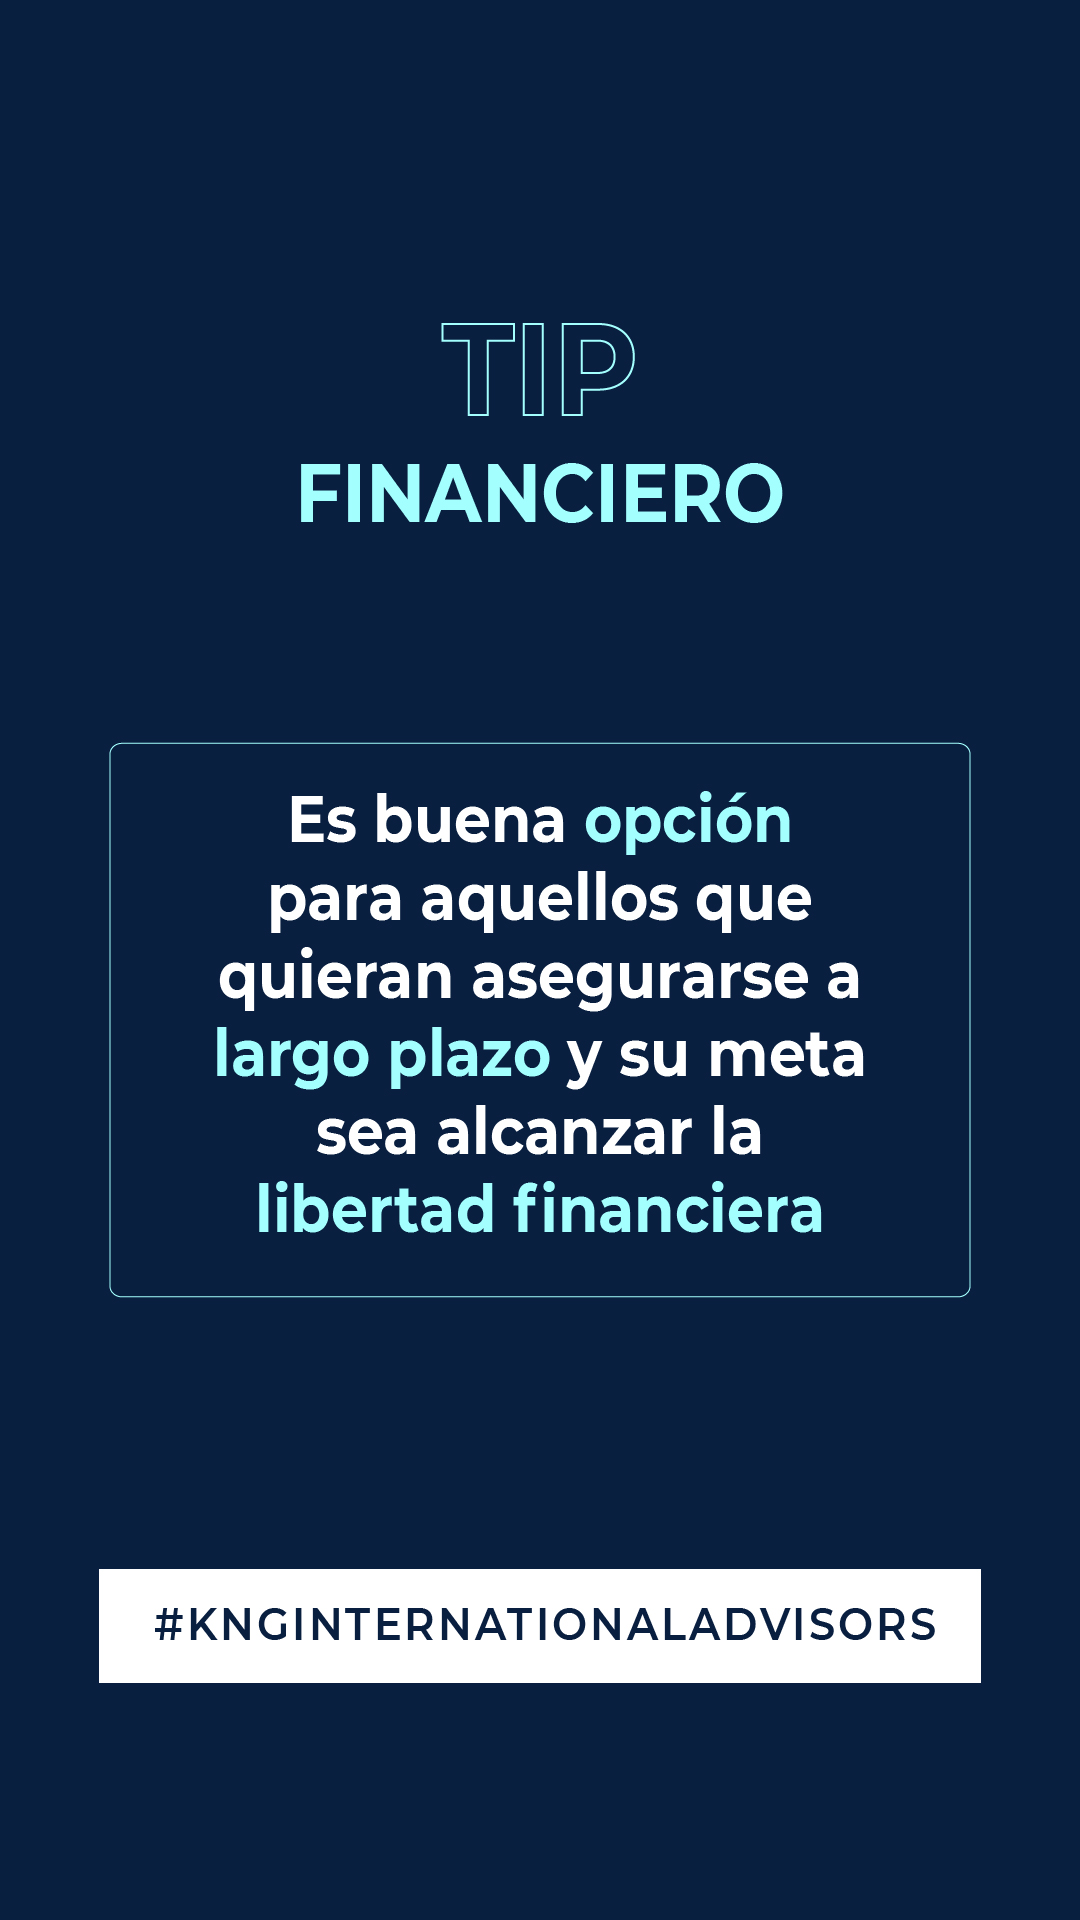 TIP
FINANCIERO
Es buena opción
para aquellos que
quieran asegurarse a
largo plazo y su meta
sea alcanzar la
libertad financiera
#KNGINTERNATIONALADVISORS